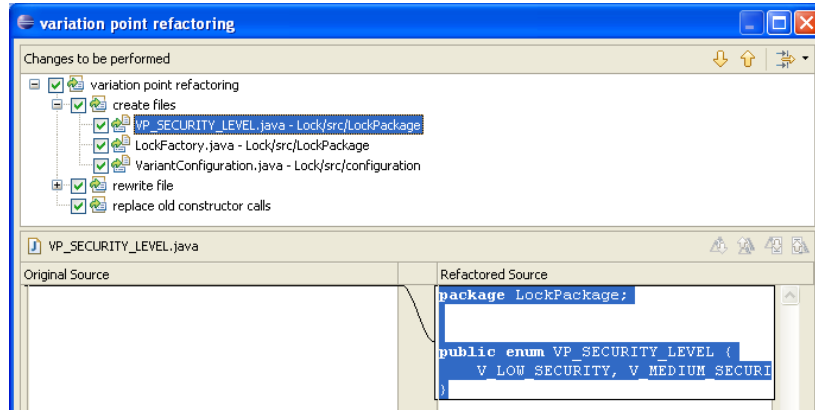 variation point refactoring
Changes to be performed
variation point refactoring
create files
VP_SECURITY_LEVEL.java - Lock/src/LockPackage
LockFactory.java - Lock/src/LockPackage
VariantConfiguration.java - Lock/src/configuration
rewrite file
replace old constructor calls
VP_SECURITY_LEVEL.java
Original Source
Refactored Source
package LockPackage;
public enum VP_SECURITY_LEVEL {
V_LOW_SECURITY, V_MEDIUM_SECURI
}